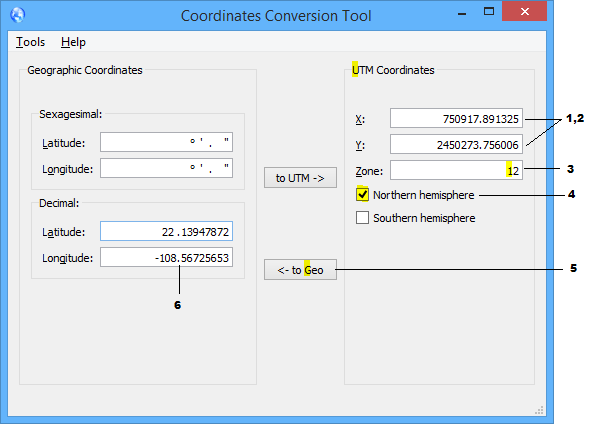 Coordinates Conversion Tool
Tools Help
Geographic Coordinates
Sexagesimal:
Latitude: ° ' . "
Longitude: ° ' . "
Decimal:
Latitude: 22.13947872
Longitude: -108.56725653
6
to UTM ->
<- to Geo
5
UTM Coordinates
X: 750917.891325
Y: 2450273.756006
1,2
Zone: 12
3
Northern hemisphere
4
Southern hemisphere